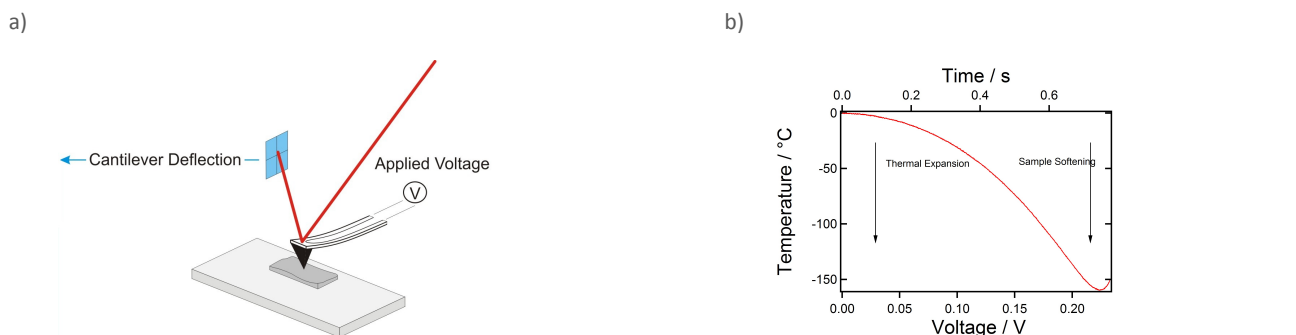 a)
Cantilever Deflection
Applied Voltage
V
b)
Time / s
0.0 0.2 0.4 0.6
Temperature / °C
0
-50
-100
-150
Thermal Expansion
Sample Softening
0.00 0.05 0.10 0.15 0.20
Voltage / V